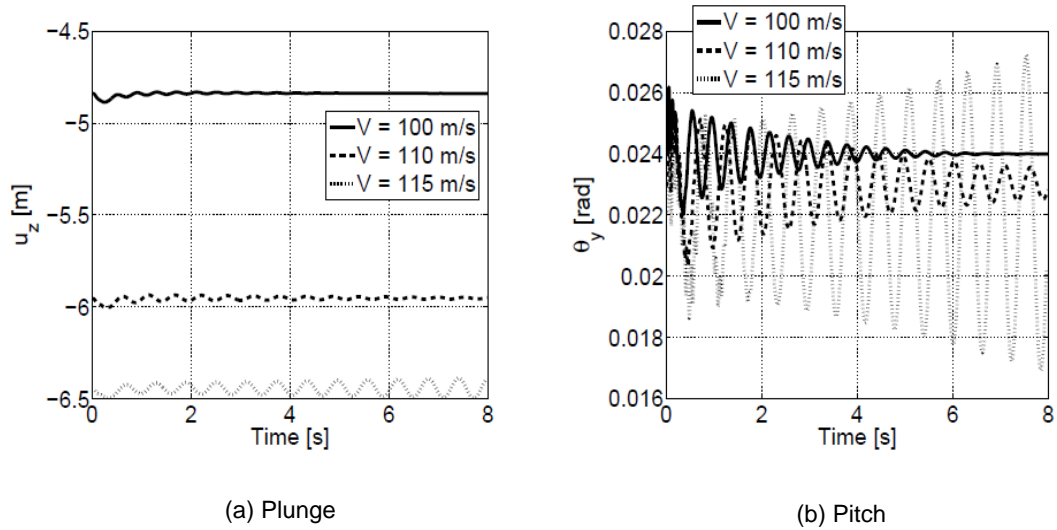 -4.5
-5
-5.5
-6
-6.5
u_z [m]
V = 100 m/s
V = 110 m/s
V = 115 m/s
0 2 4 6 8
Time [s]
(a) Plunge
V = 100 m/s
V = 110 m/s
V = 115 m/s
0.028
0.026
0.024
0.022
0.02
0.018
0.016
θ_y [rad]
0 2 4 6 8
Time [s]
(b) Pitch